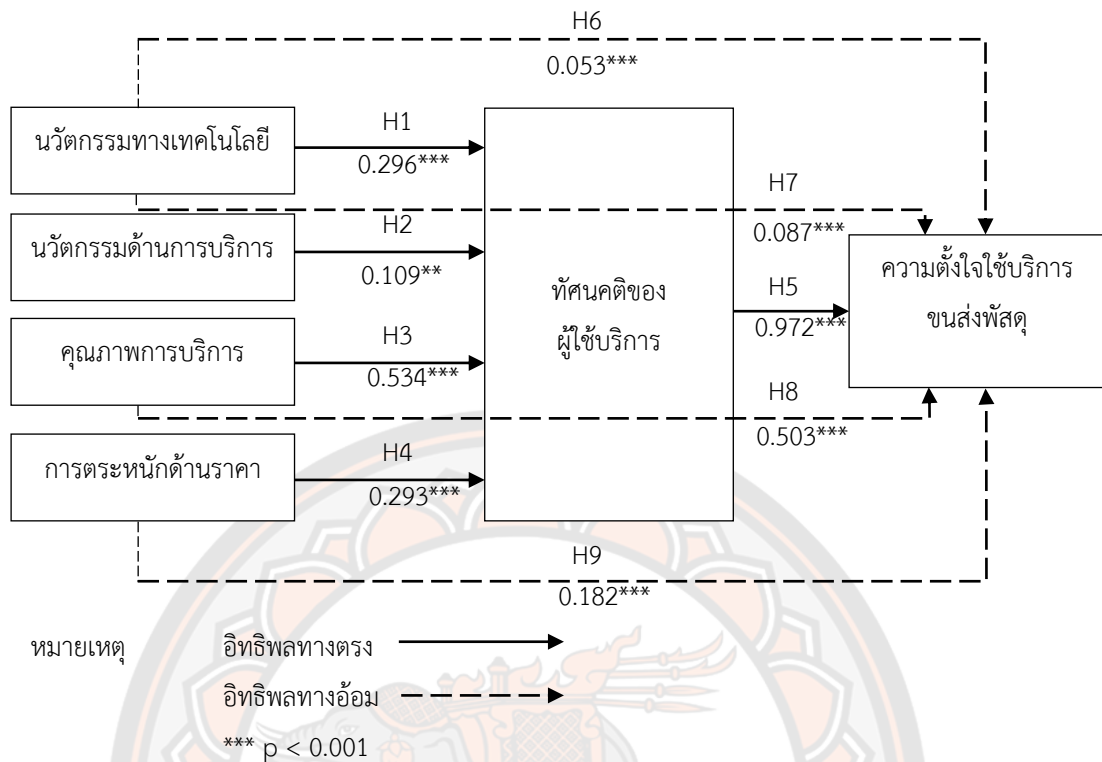 H6
0.053***
นวัตกรรมทางเทคโนโลยี
H1
0.296***
H7
0.087***
นวัตกรรมด้านการบริการ
H2
0.109**
ทัศนคติของ
ผู้ใช้บริการ
ความตั้งใจใช้บริการ
ขนส่งพัสดุ
H5
0.972***
คุณภาพการบริการ
H3
0.534***
H8
0.503***
การตระหนักด้านราคา
H4
0.293***
H9
0.182***
หมายเหตุ
อิทธิพลทางตรง
อิทธิพลทางอ้อม
*** p < 0.001